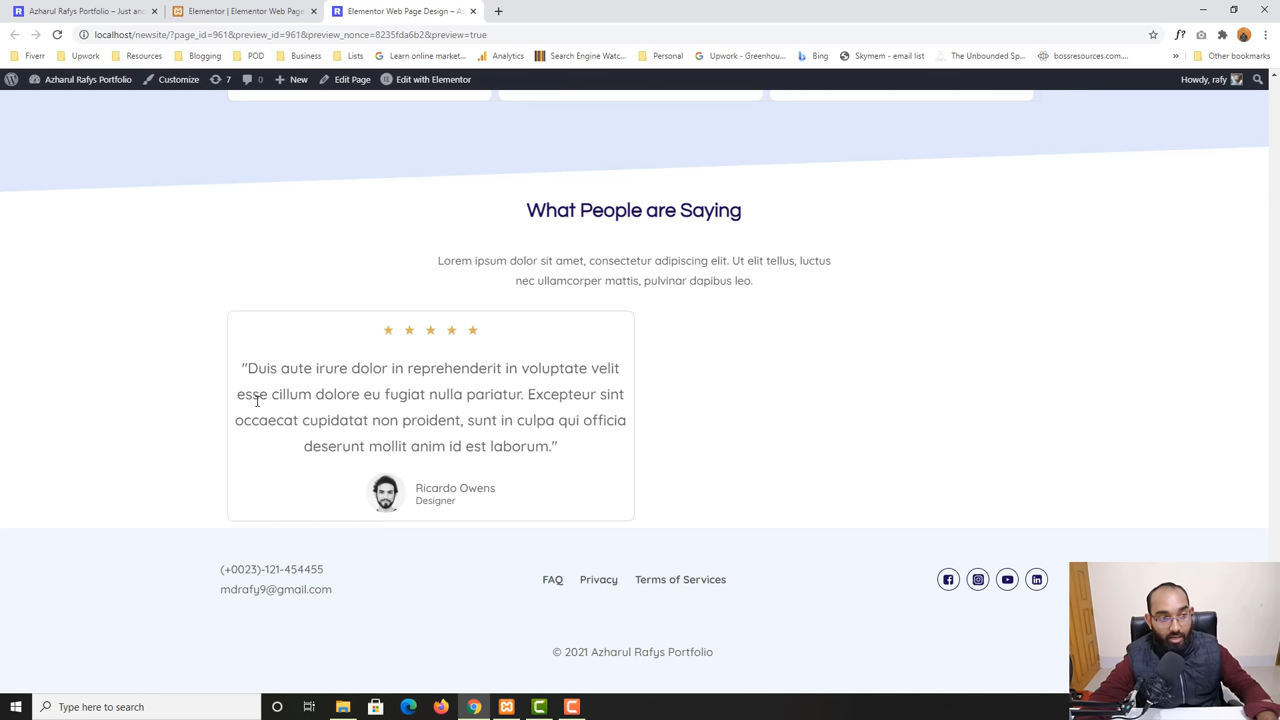 Azharul Rafys Portfolio – Just ano
Elementor | Elementor Web Page
Elementor Web Page Design – A
localhost/newsite/?page_id=961&preview_id=961&preview_nonce=8235fda6b2&preview=true
Fiverr
Upwork
Resources
Blogging
POD
Business
Lists
Learn online market...
Analytics
Search Engine Watc...
Personal
Upwork - Greenhou...
Bing
Skymem - email list
The Unbounded Sp...
bossresources.com...
Other bookmarks
Azharul Rafys Portfolio
Customize
7
0
New
Edit Page
Edit with Elementor
Howdy, rafy
What People are Saying
Lorem ipsum dolor sit amet, consectetur adipiscing elit. Ut elit tellus, luctus
nec ullamcorper mattis, pulvinar dapibus leo.
"Duis aute irure dolor in reprehenderit in voluptate velit
esse cillum dolore eu fugiat nulla pariatur. Excepteur sint
occaecat cupidatat non proident, sunt in culpa qui officia
deserunt mollit anim id est laborum."
Ricardo Owens
Designer
(+0023)-121-454455
mdrafy9@gmail.com
FAQ
Privacy
Terms of Services
© 2021 Azharul Rafys Portfolio
Type here to search